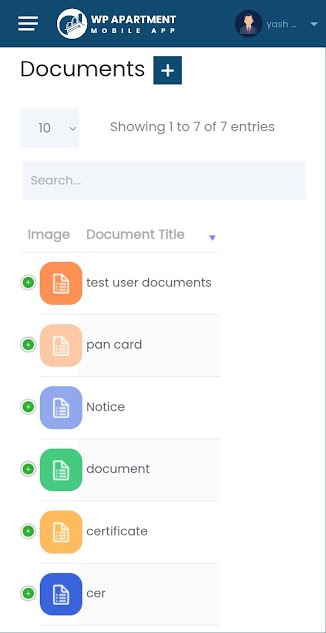 WP APARTMENT
MOBILE APP
yash ...
Documents +
10
Showing 1 to 7 of 7 entries
Search...
Image Document Title
test user documents
pan card
Notice
document
certificate
cer